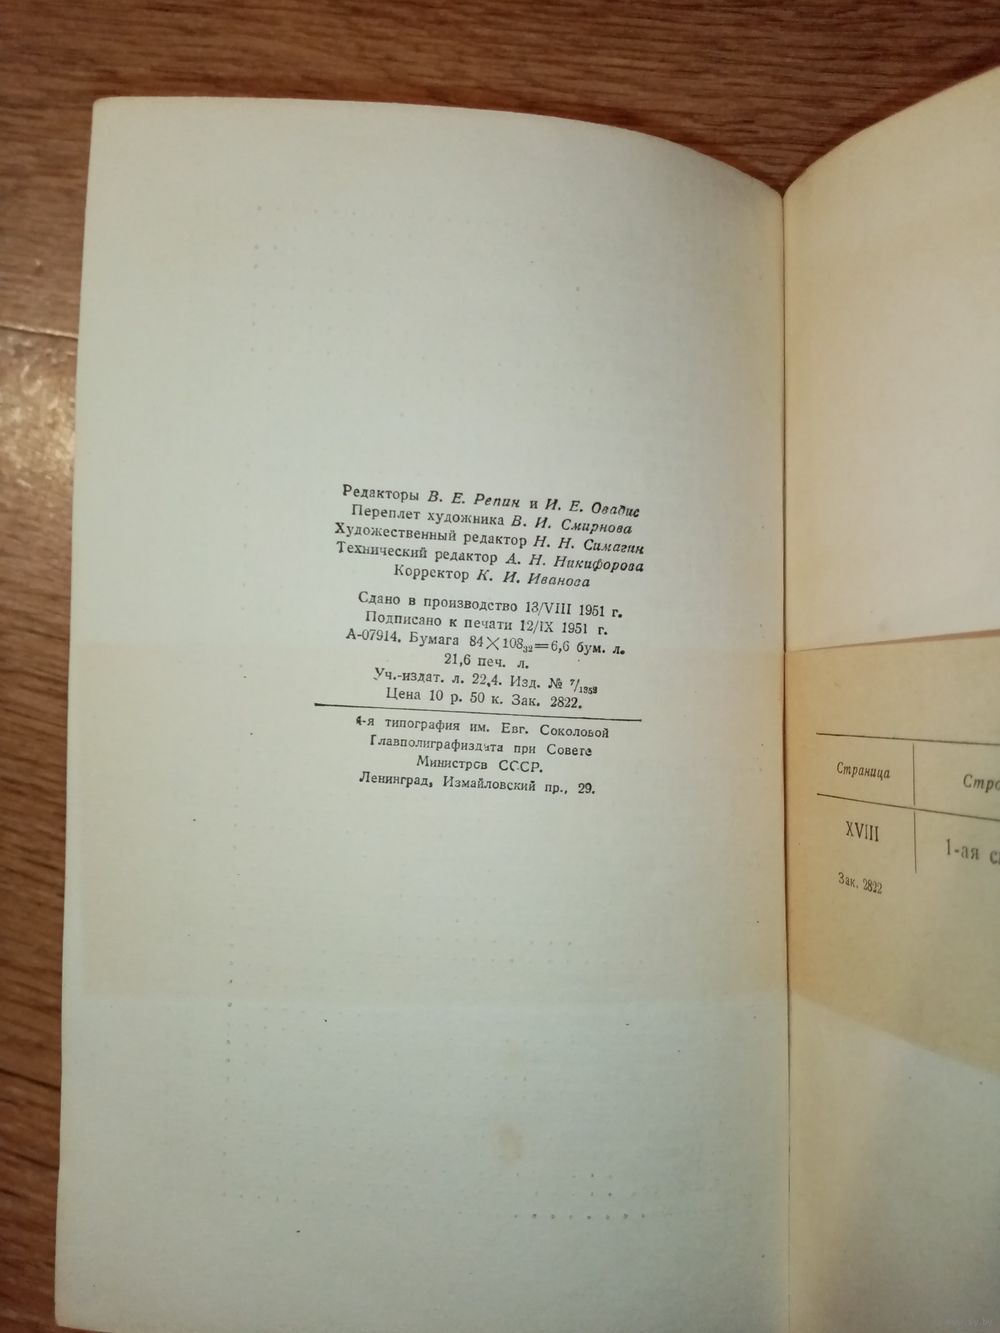 Редакторы В. Е. Репин и И. Е. Овадис
Переплет художника В. И. Смирнова
Художественный редактор Н. Н. Симагин
Технический редактор А. Н. Никифорова
Корректор К. И. Иванова
Сдано в производство 13/VIII 1951 г.
Подписано к печати 12/IX 1951 г.
А-07914. Бумага 84×108₃₂=6,6 бум. л.
21,6 печ. л.
Уч.-издат. л. 22,4. Изд. № 7/1353
Цена 10 р. 50 к. Зак. 2822.
4-я типография им. Евг. Соколовой
Главполиграфиздата при Совете
Министров СССР.
Ленинград, Измайловский пр., 29.
Страница
XVIII
1-ая
Зак. 2822